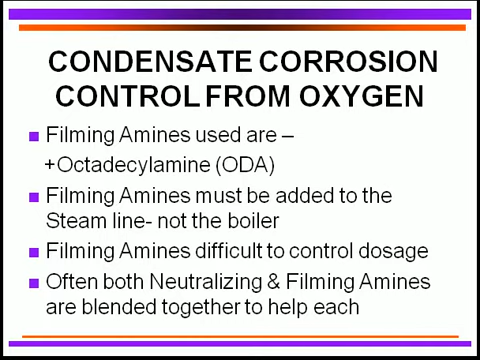 CONDENSATE CORROSION
CONTROL FROM OXYGEN
Filming Amines used are –
+Octadecylamine (ODA)
Filming Amines must be added to the
Steam line- not the boiler
Filming Amines difficult to control dosage
Often both Neutralizing & Filming Amines
are blended together to help each